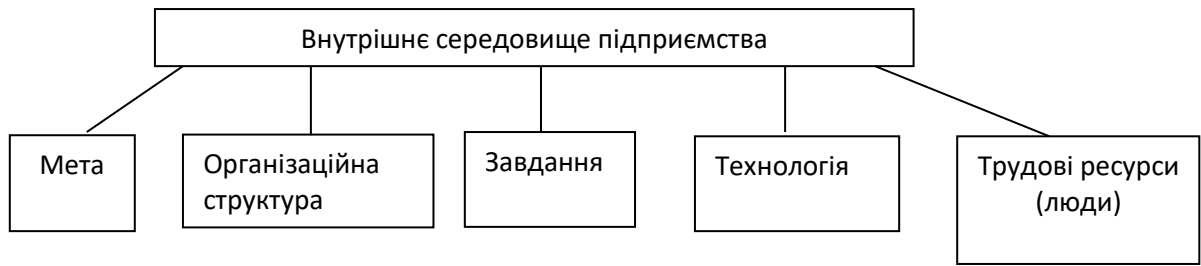 Внутрішнє середовище підприємства
Мета
Організаційна
структура
Завдання
Технологія
Трудові ресурси
(люди)